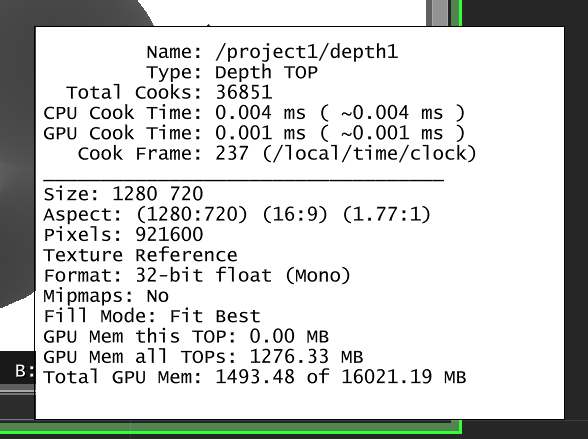 Name: /project1/depth1
Type: Depth TOP
Total Cooks: 36851
CPU Cook Time: 0.004 ms ( ~0.004 ms )
GPU Cook Time: 0.001 ms ( ~0.001 ms )
Cook Frame: 237 (/local/time/clock)
Size: 1280 720
Aspect: (1280:720) (16:9) (1.77:1)
Pixels: 921600
Texture Reference
Format: 32-bit float (Mono)
Mipmaps: No
Fill Mode: Fit Best
GPU Mem this TOP: 0.00 MB
GPU Mem all TOPs: 1276.33 MB
B:
Total GPU Mem: 1493.48 of 16021.19 MB